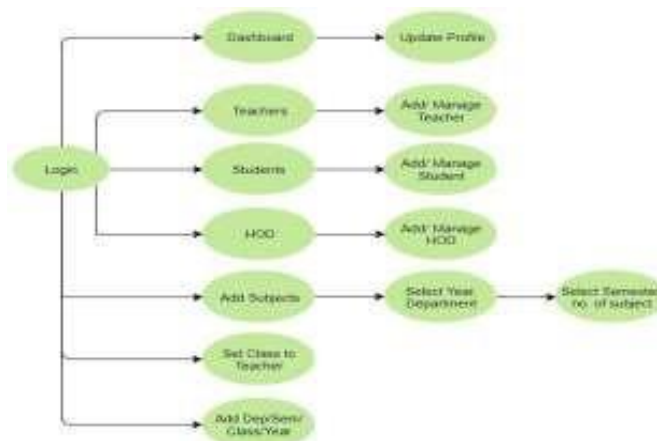 Dashboard
Update Profile
Teachers
Add/ Manage
Teacher
Login
Students
Add/ Manage
Student
HOD
Add/ Manage
HOD
Add Subjects
Select Year
Department
Select Semester
no. of subject
Set Class to
Teacher
Add Dep/Sem/
Class/Year